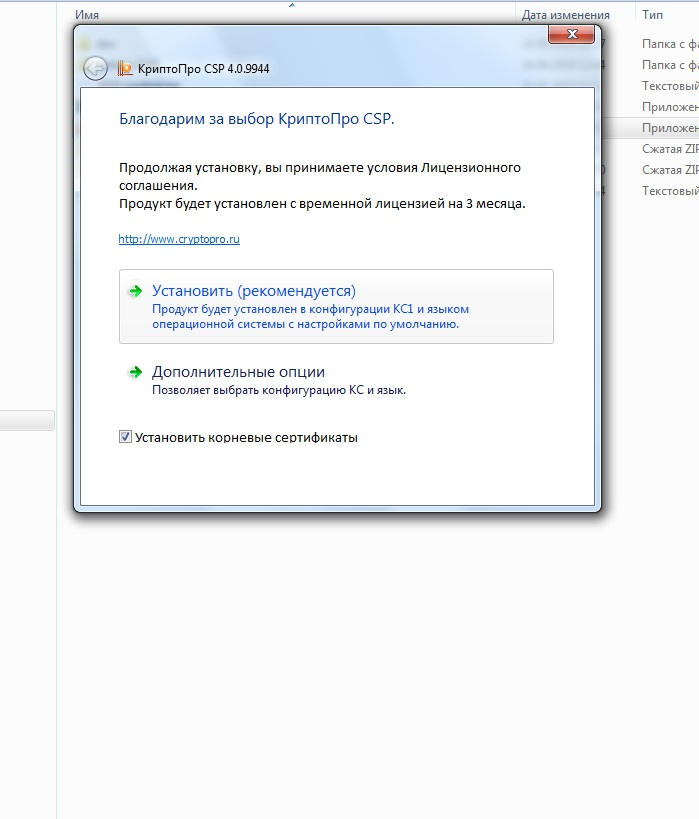 Имя Дата изменения Тип
КриптоПро CSP 4.0.9944
Благодарим за выбор КриптоПро CSP.
Продолжая установку, вы принимаете условия Лицензионного
соглашения.
Продукт будет установлен с временной лицензией на 3 месяца.
http://www.cryptopro.ru
Установить (рекомендуется)
Продукт будет установлен в конфигурации КС1 и языком
операционной системы с настройками по умолчанию.
Дополнительные опции
Позволяет выбрать конфигурацию КС и язык.
Установить корневые сертификаты
Папка с фа
Папка с фа
Текстовый
Приложен
Приложен
Сжатая ZIP
Сжатая ZIP
Текстовый